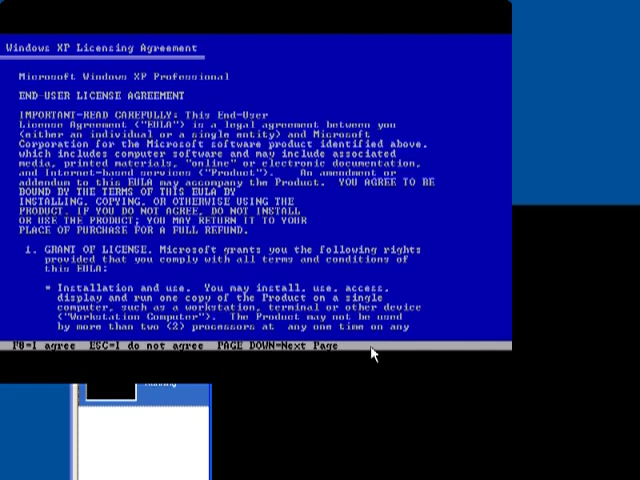 Windows XP Licensing Agreement
Microsoft Windows XP Professional
END-USER LICENSE AGREEMENT
IMPORTANT-READ CAREFULLY: This End-User
License Agreement ("EULA") is a legal agreement between you
(either an individual or a single entity) and Microsoft
Corporation for the Microsoft software product identified above,
which includes computer software and may include associated
media, printed materials, "online" or electronic documentation,
and Internet-based services ("Product").   An amendment or
addendum to this EULA may accompany the Product.  YOU AGREE TO BE
BOUND BY THE TERMS OF THIS EULA BY
INSTALLING, COPYING, OR OTHERWISE USING THE
PRODUCT. IF YOU DO NOT AGREE, DO NOT INSTALL
OR USE THE PRODUCT; YOU MAY RETURN IT TO YOUR
PLACE OF PURCHASE FOR A FULL REFUND.
1. GRANT OF LICENSE. Microsoft grants you the following rights
provided that you comply with all terms and conditions of
this EULA:
* Installation and use.  You may install, use, access,
display and run one copy of the Product on a single
computer, such as a workstation, terminal or other device
("Workstation Computer").  The Product may not be used
by more than two (2) processors at  any one time on any
F8=I agree  ESC=I do not agree  PAGE DOWN=Next Page